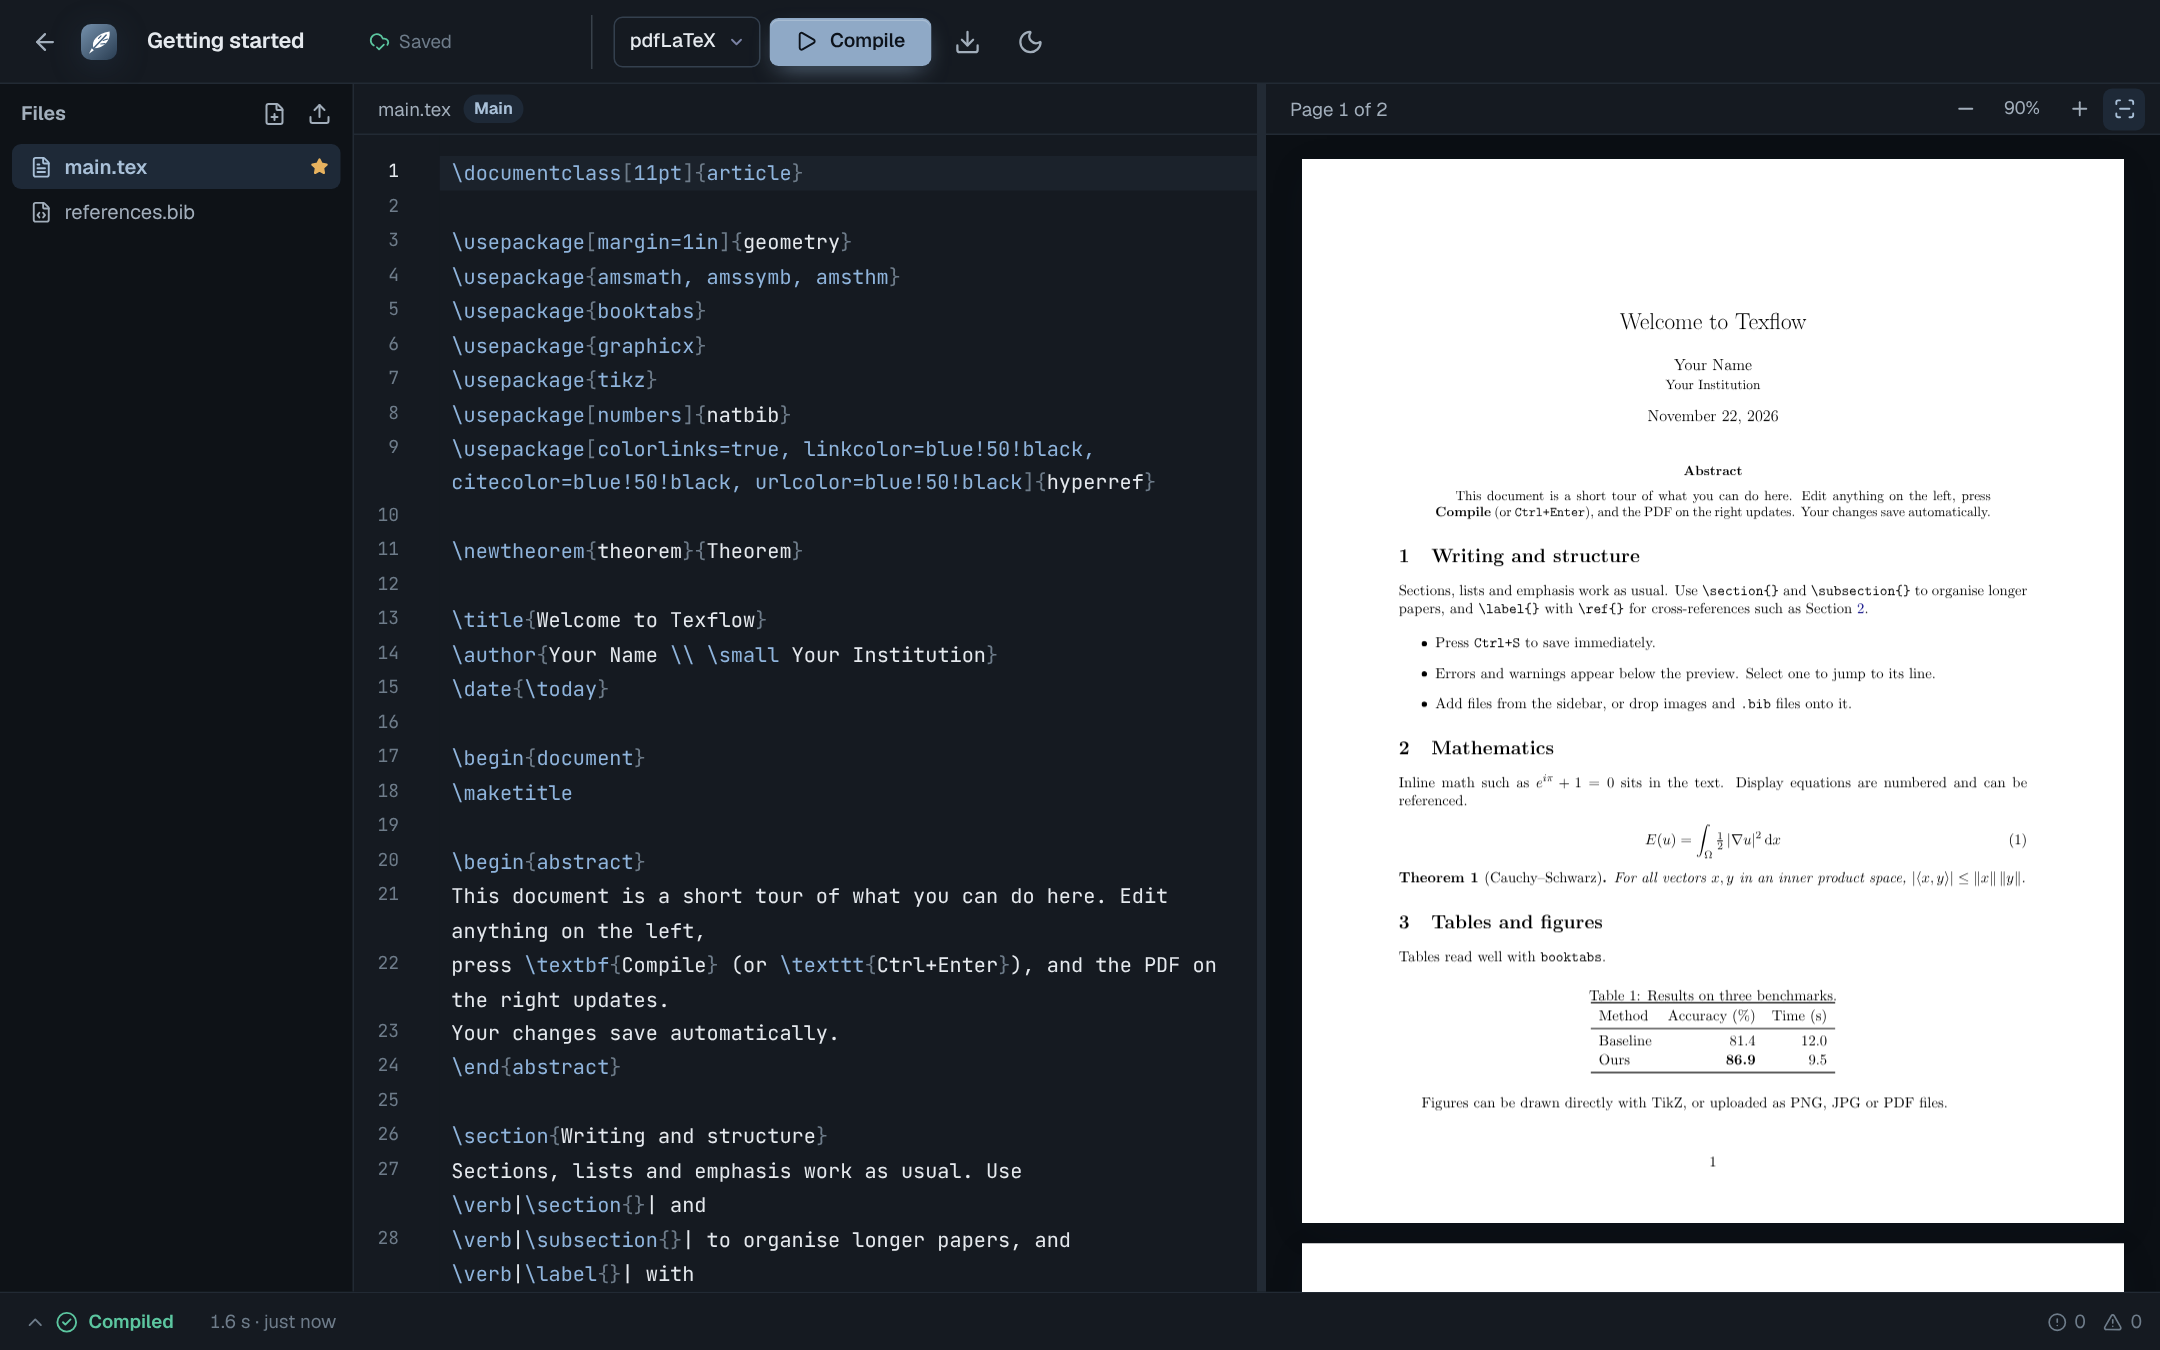 Getting started
Saved
pdfLaTeX
Compile
Files
main.tex
references.bib
main.tex Main
1 \documentclass[11pt]{article}
2
3 \usepackage[margin=1in]{geometry}
4 \usepackage{amsmath, amssymb, amsthm}
5 \usepackage{booktabs}
6 \usepackage{graphicx}
7 \usepackage{tikz}
8 \usepackage[numbers]{natbib}
9 \usepackage[colorlinks=true, linkcolor=blue!50!black,
citecolor=blue!50!black, urlcolor=blue!50!black]{hyperref}
10
11 \newtheorem{theorem}{Theorem}
12
13 \title{Welcome to Texflow}
14 \author{Your Name \\ \small Your Institution}
15 \date{\today}
16
17 \begin{document}
18 \maketitle
19
20 \begin{abstract}
21 This document is a short tour of what you can do here. Edit
anything on the left,
22 press \textbf{Compile} (or \texttt{Ctrl+Enter}), and the PDF on
the right updates.
23 Your changes save automatically.
24 \end{abstract}
25
26 \section{Writing and structure}
27 Sections, lists and emphasis work as usual. Use
\verb|\section{}| and
28 \verb|\subsection{}| to organise longer papers, and
\verb|\label{}| with
Page 1 of 2
90%
Welcome to Texflow
Your Name
Your Institution
November 22, 2026
Abstract
This document is a short tour of what you can do here. Edit anything on the left, press
Compile (or Ctrl+Enter), and the PDF on the right updates. Your changes save automatically.
1 Writing and structure
Sections, lists and emphasis work as usual. Use \section{} and \subsection{} to organise longer
papers, and \label{} with \ref{} for cross-references such as Section 2.
• Press Ctrl+S to save immediately.
• Errors and warnings appear below the preview. Select one to jump to its line.
• Add files from the sidebar, or drop images and .bib files onto it.
2 Mathematics
Inline math such as e^{iπ} + 1 = 0 sits in the text. Display equations are numbered and can be
referenced.
E(u) = ∫_Ω ½ |∇u|² dx (1)
Theorem 1 (Cauchy–Schwarz). For all vectors x, y in an inner product space, |⟨x, y⟩| ≤ ‖x‖ ‖y‖.
3 Tables and figures
Tables read well with booktabs.
Table 1: Results on three benchmarks.
Method Accuracy (%) Time (s)
Baseline 81.4 12.0
Ours 86.9 9.5
Figures can be drawn directly with TikZ, or uploaded as PNG, JPG or PDF files.
1
Compiled
1.6 s · just now
0
0